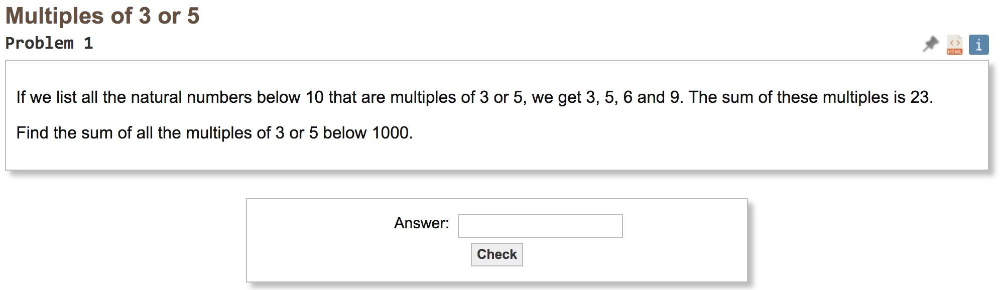 Multiples of 3 or 5
Problem 1
HTML
i
If we list all the natural numbers below 10 that are multiples of 3 or 5, we get 3, 5, 6 and 9. The sum of these multiples is 23.
Find the sum of all the multiples of 3 or 5 below 1000.
Answer:
Check